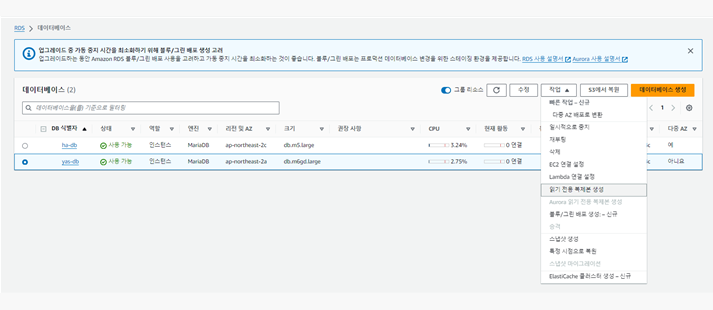 RDS > 데이터베이스
업그레이드 중 가동 중지 시간을 최소화하기 위해 블루/그린 배포 생성 고려
업그레이드하는 동안 Amazon RDS 블루/그린 배포 사용을 고려하고 가동 중지 시간을 최소화하는 것이 좋습니다. 블루/그린 배포는 프로덕션 데이터베이스 변경을 위한 스테이징 환경을 제공합니다. RDS 사용 설명서 Aurora 사용 설명서
데이터베이스 (2)
그룹 리소스 수정 작업 ▲ S3에서 복원 데이터베이스 생성
데이터베이스을(를) 기준으로 필터링
1
DB 식별자 상태 역할 엔진 리전 및 AZ 크기 권장 사항 CPU 현재 활동 다중 AZ
ha-db 사용 가능 인스턴스 MariaDB ap-northeast-2c db.m5.large 3.24% 0 연결 예
yas-db 사용 가능 인스턴스 MariaDB ap-northeast-2a db.m6gd.large 2.75% 0 연결 아니요
빠른 작업 – 신규
다중 AZ 배포로 변환
일시적으로 중지
재부팅
삭제
EC2 연결 설정
Lambda 연결 설정
읽기 전용 복제본 생성
Aurora 읽기 전용 복제본 생성
블루/그린 배포 생성: – 신규
승격
스냅샷 생성
특정 시점으로 복원
스냅샷 마이그레이션
ElastiCache 클러스터 생성 – 신규